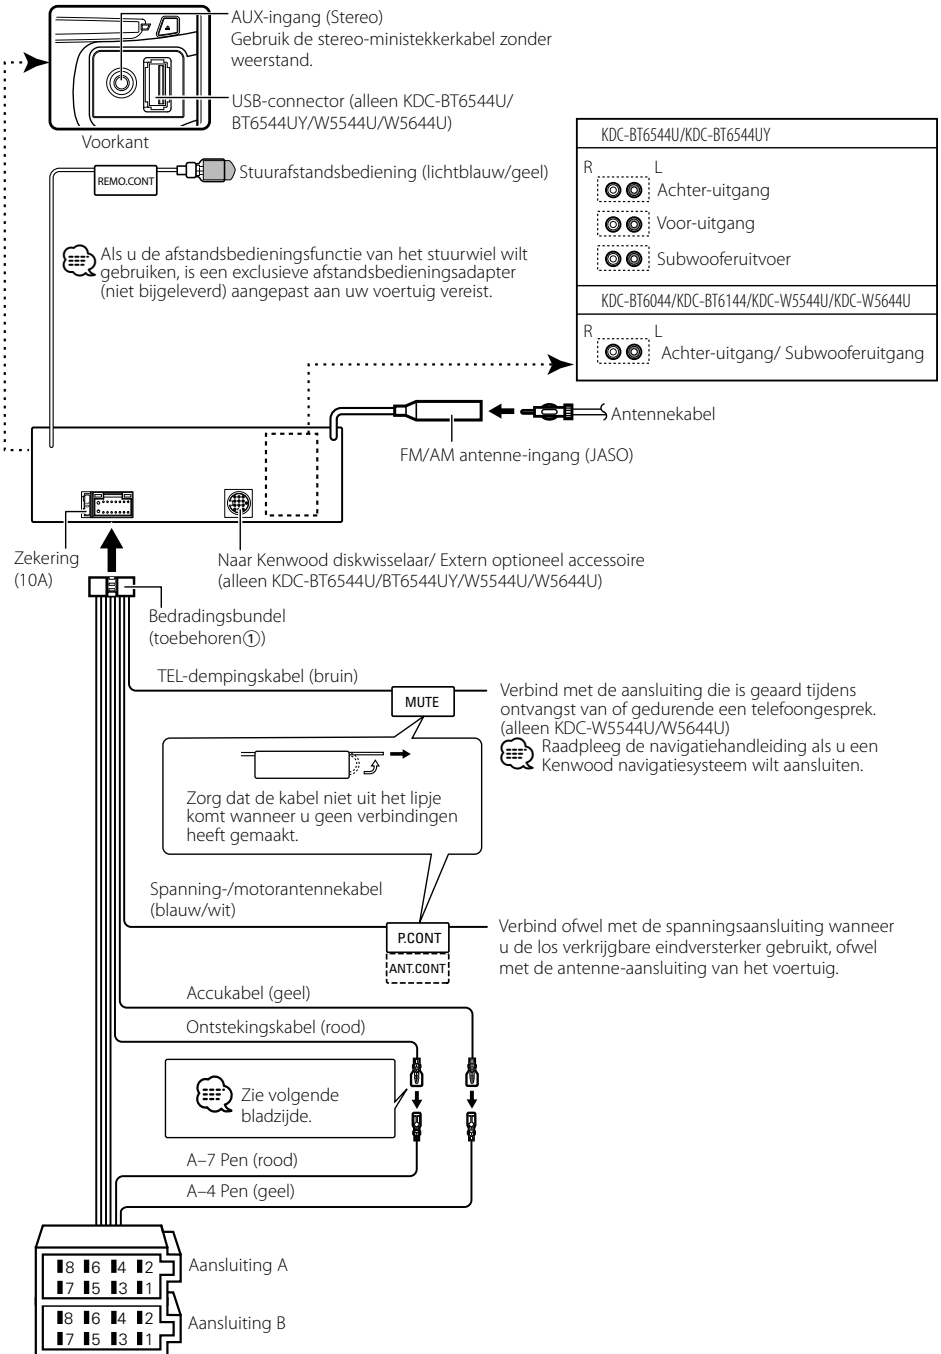 AUX-ingang (Stereo)
Gebruik de stereo-ministekkerkabel zonder
weerstand.
USB-connector (alleen KDC-BT6544U/
BT6544UY/W5544U/W5644U)
Voorkant
REMO.CONT
Stuurafstandsbediening (lichtblauw/geel)
Als u de afstandsbedieningsfunctie van het stuurwiel wilt
gebruiken, is een exclusieve afstandsbedieningsadapter
(niet bijgeleverd) aangepast aan uw voertuig vereist.
KDC-BT6544U/KDC-BT6544UY
R L
Achter-uitgang
Voor-uitgang
Subwooferuitvoer
KDC-BT6044/KDC-BT6144/KDC-W5544U/KDC-W5644U
R L
Achter-uitgang/ Subwooferuitgang
Antennekabel
FM/AM antenne-ingang (JASO)
Zekering
(10A)
Naar Kenwood diskwisselaar/ Extern optioneel accessoire
(alleen KDC-BT6544U/BT6544UY/W5544U/W5644U)
Bedradingsbundel
(toebehoren①)
TEL-dempingskabel (bruin)
MUTE
Verbind met de aansluiting die is geaard tijdens
ontvangst van of gedurende een telefoongesprek.
(alleen KDC-W5544U/W5644U)
Raadpleeg de navigatiehandleiding als u een
Kenwood navigatiesysteem wilt aansluiten.
Zorg dat de kabel niet uit het lipje
komt wanneer u geen verbindingen
heeft gemaakt.
Spanning-/motorantennekabel
(blauw/wit)
P.CONT
ANT.CONT
Verbind ofwel met de spanningsaansluiting wanneer
u de los verkrijgbare eindversterker gebruikt, ofwel
met de antenne-aansluiting van het voertuig.
Accukabel (geel)
Ontstekingskabel (rood)
Zie volgende
bladzijde.
A–7 Pen (rood)
A–4 Pen (geel)
8 6 4 2
7 5 3 1
Aansluiting A
8 6 4 2
7 5 3 1
Aansluiting B